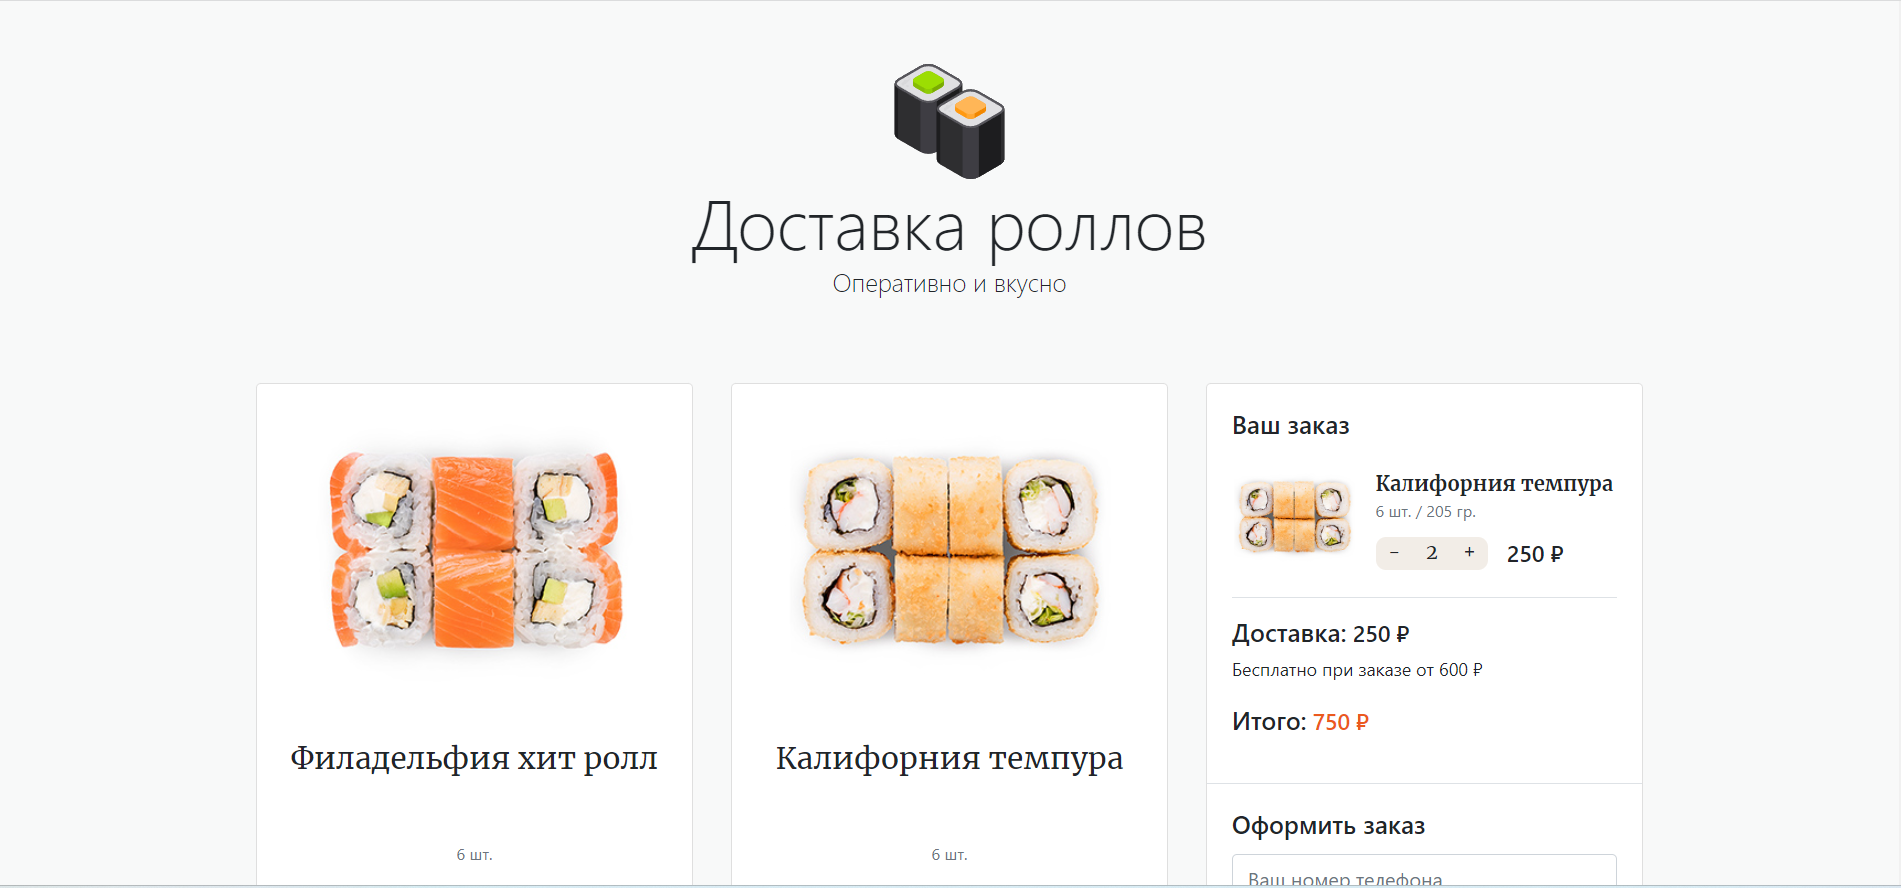 Доставка роллов
Оперативно и вкусно
Филадельфия хит ролл
6 шт.
Калифорния темпура
6 шт.
Ваш заказ
Калифорния темпура
6 шт. / 205 гр.
- 2 +
250 ₽
Доставка: 250 ₽
Бесплатно при заказе от 600 ₽
Итого: 750 ₽
Оформить заказ
Ваш номер телефона